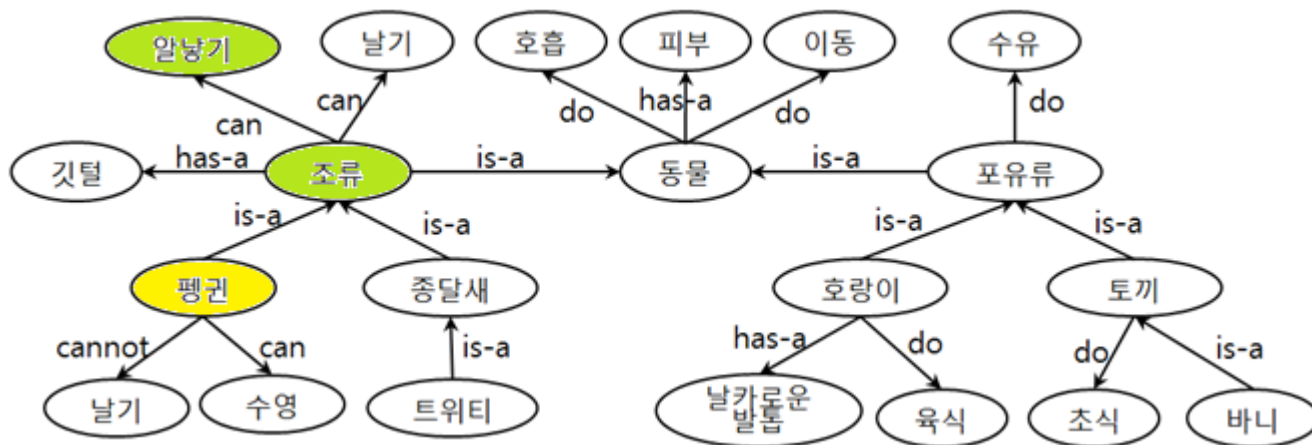 알낳기
날기
호흡
피부
이동
수유
can
can
do
has-a
do
do
깃털
has-a
조류
is-a
동물
is-a
포유류
is-a
is-a
is-a
is-a
펭귄
종달새
호랑이
토끼
cannot
can
is-a
has-a
do
do
is-a
날기
수영
트위티
날카로운
발톱
육식
초식
바니